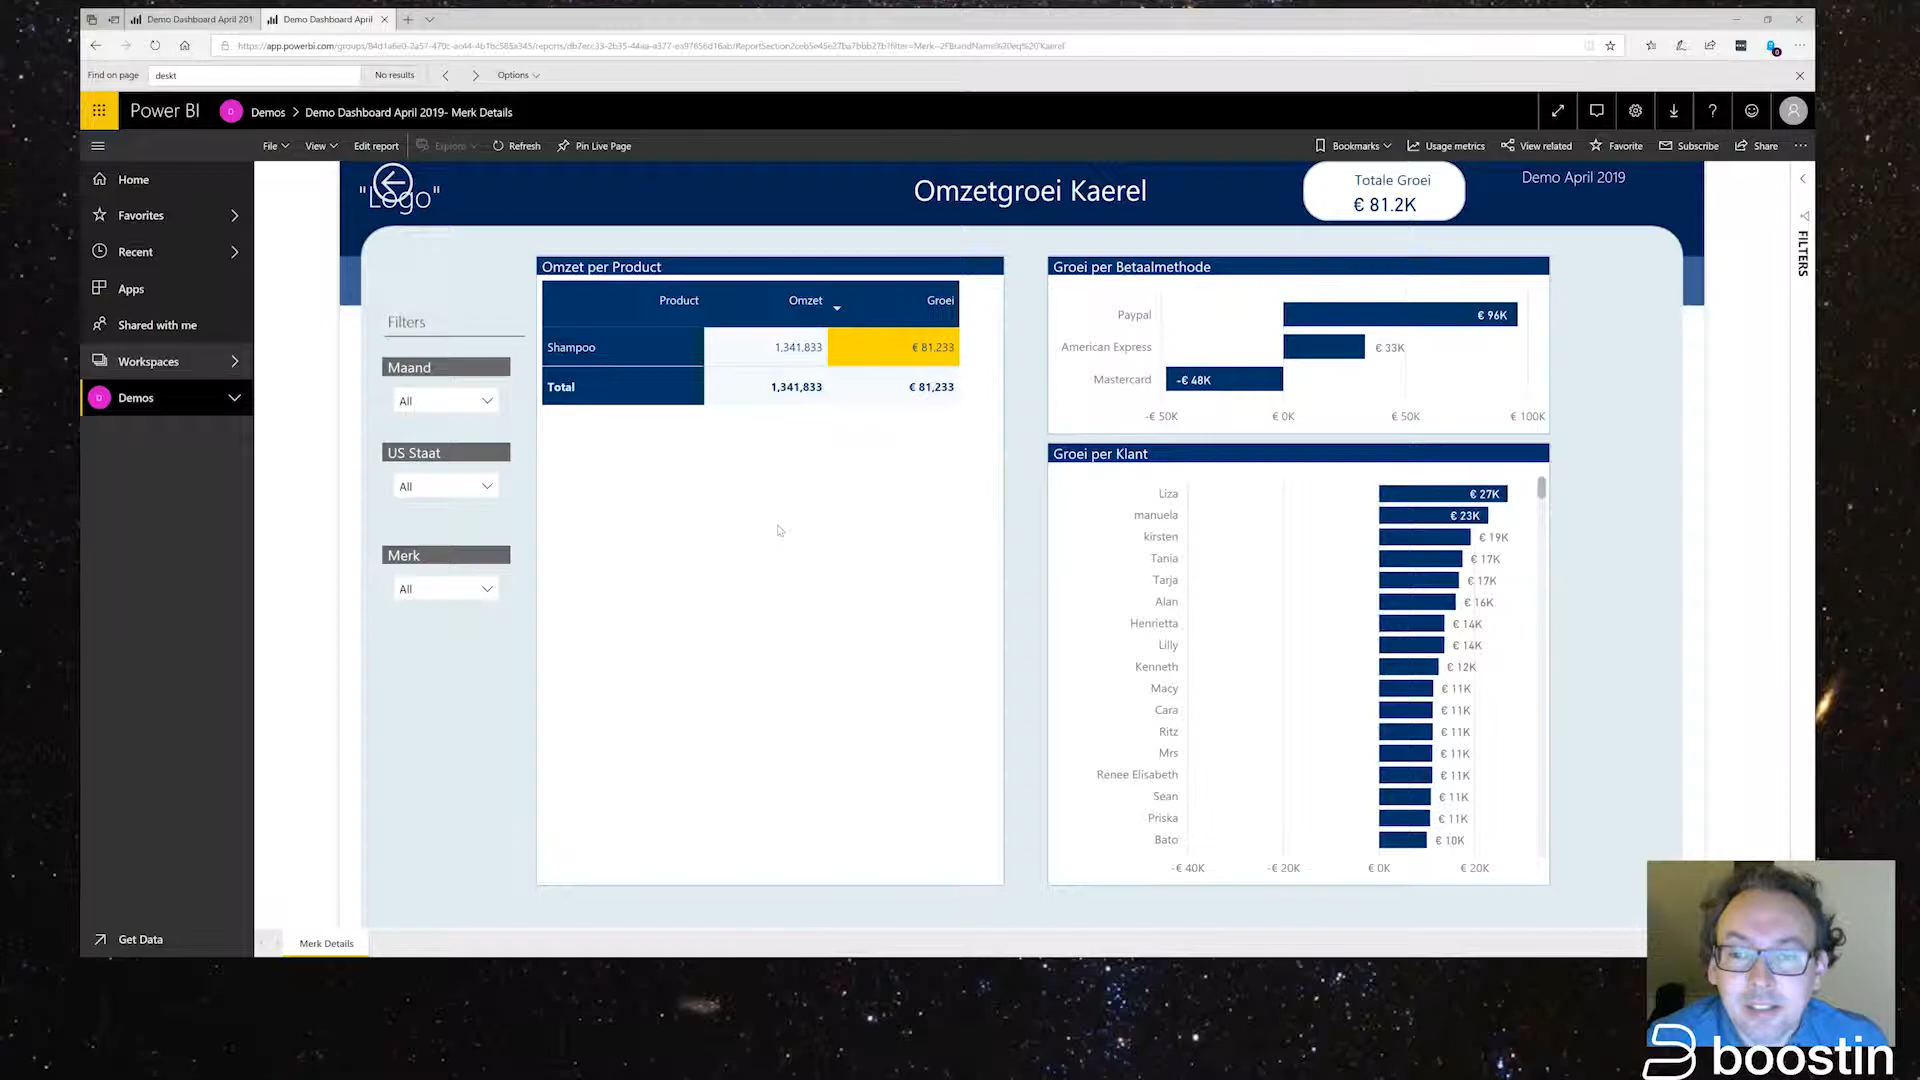 Demo Dashboard April 201
Demo Dashboard April
Find on page
deskt
No results
Options
Power BI
D
Demos > Demo Dashboard April 2019- Merk Details
?
File
View
Edit report
Explore
Refresh
Pin Live Page
Bookmarks
Usage metrics
View related
Favorite
Subscribe
Share
Home
Favorites
Recent
Apps
Shared with me
Workspaces
D
Demos
Get Data
"Logo"
Omzetgroei Kaerel
Totale Groei
€ 81.2K
Demo April 2019
FILTERS
Filters
Maand
All
US Staat
All
Merk
All
Omzet per Product
Product Omzet Groei
Shampoo 1,341,833 € 81,233
Total 1,341,833 € 81,233
Groei per Betaalmethode
Paypal € 96K
American Express € 33K
Mastercard -€ 48K
-€ 50K € 0K € 50K € 100K
Groei per Klant
Liza € 27K
manuela € 23K
kirsten € 19K
Tania € 17K
Tarja € 17K
Alan € 16K
Henrietta € 14K
Lilly € 14K
Kenneth € 12K
Macy € 11K
Cara € 11K
Ritz € 11K
Mrs € 11K
Renee Elisabeth € 11K
Sean € 11K
Priska € 11K
Bato € 10K
-€ 40K -€ 20K € 0K € 20K
Merk Details
boostin